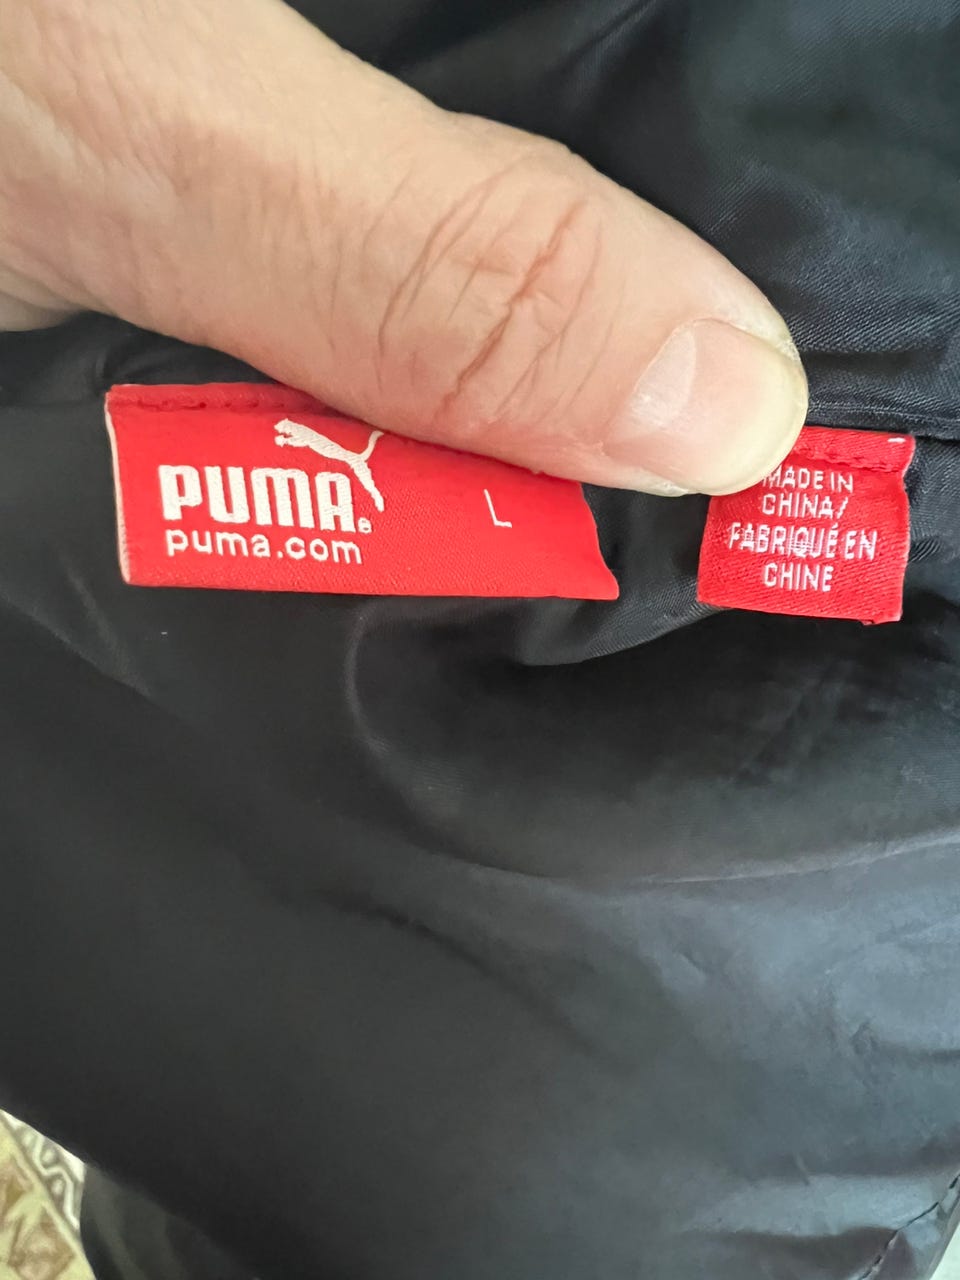 PUMA®
puma.com
L
MADE IN
CHINA/
FABRIQUÉ EN
CHINE